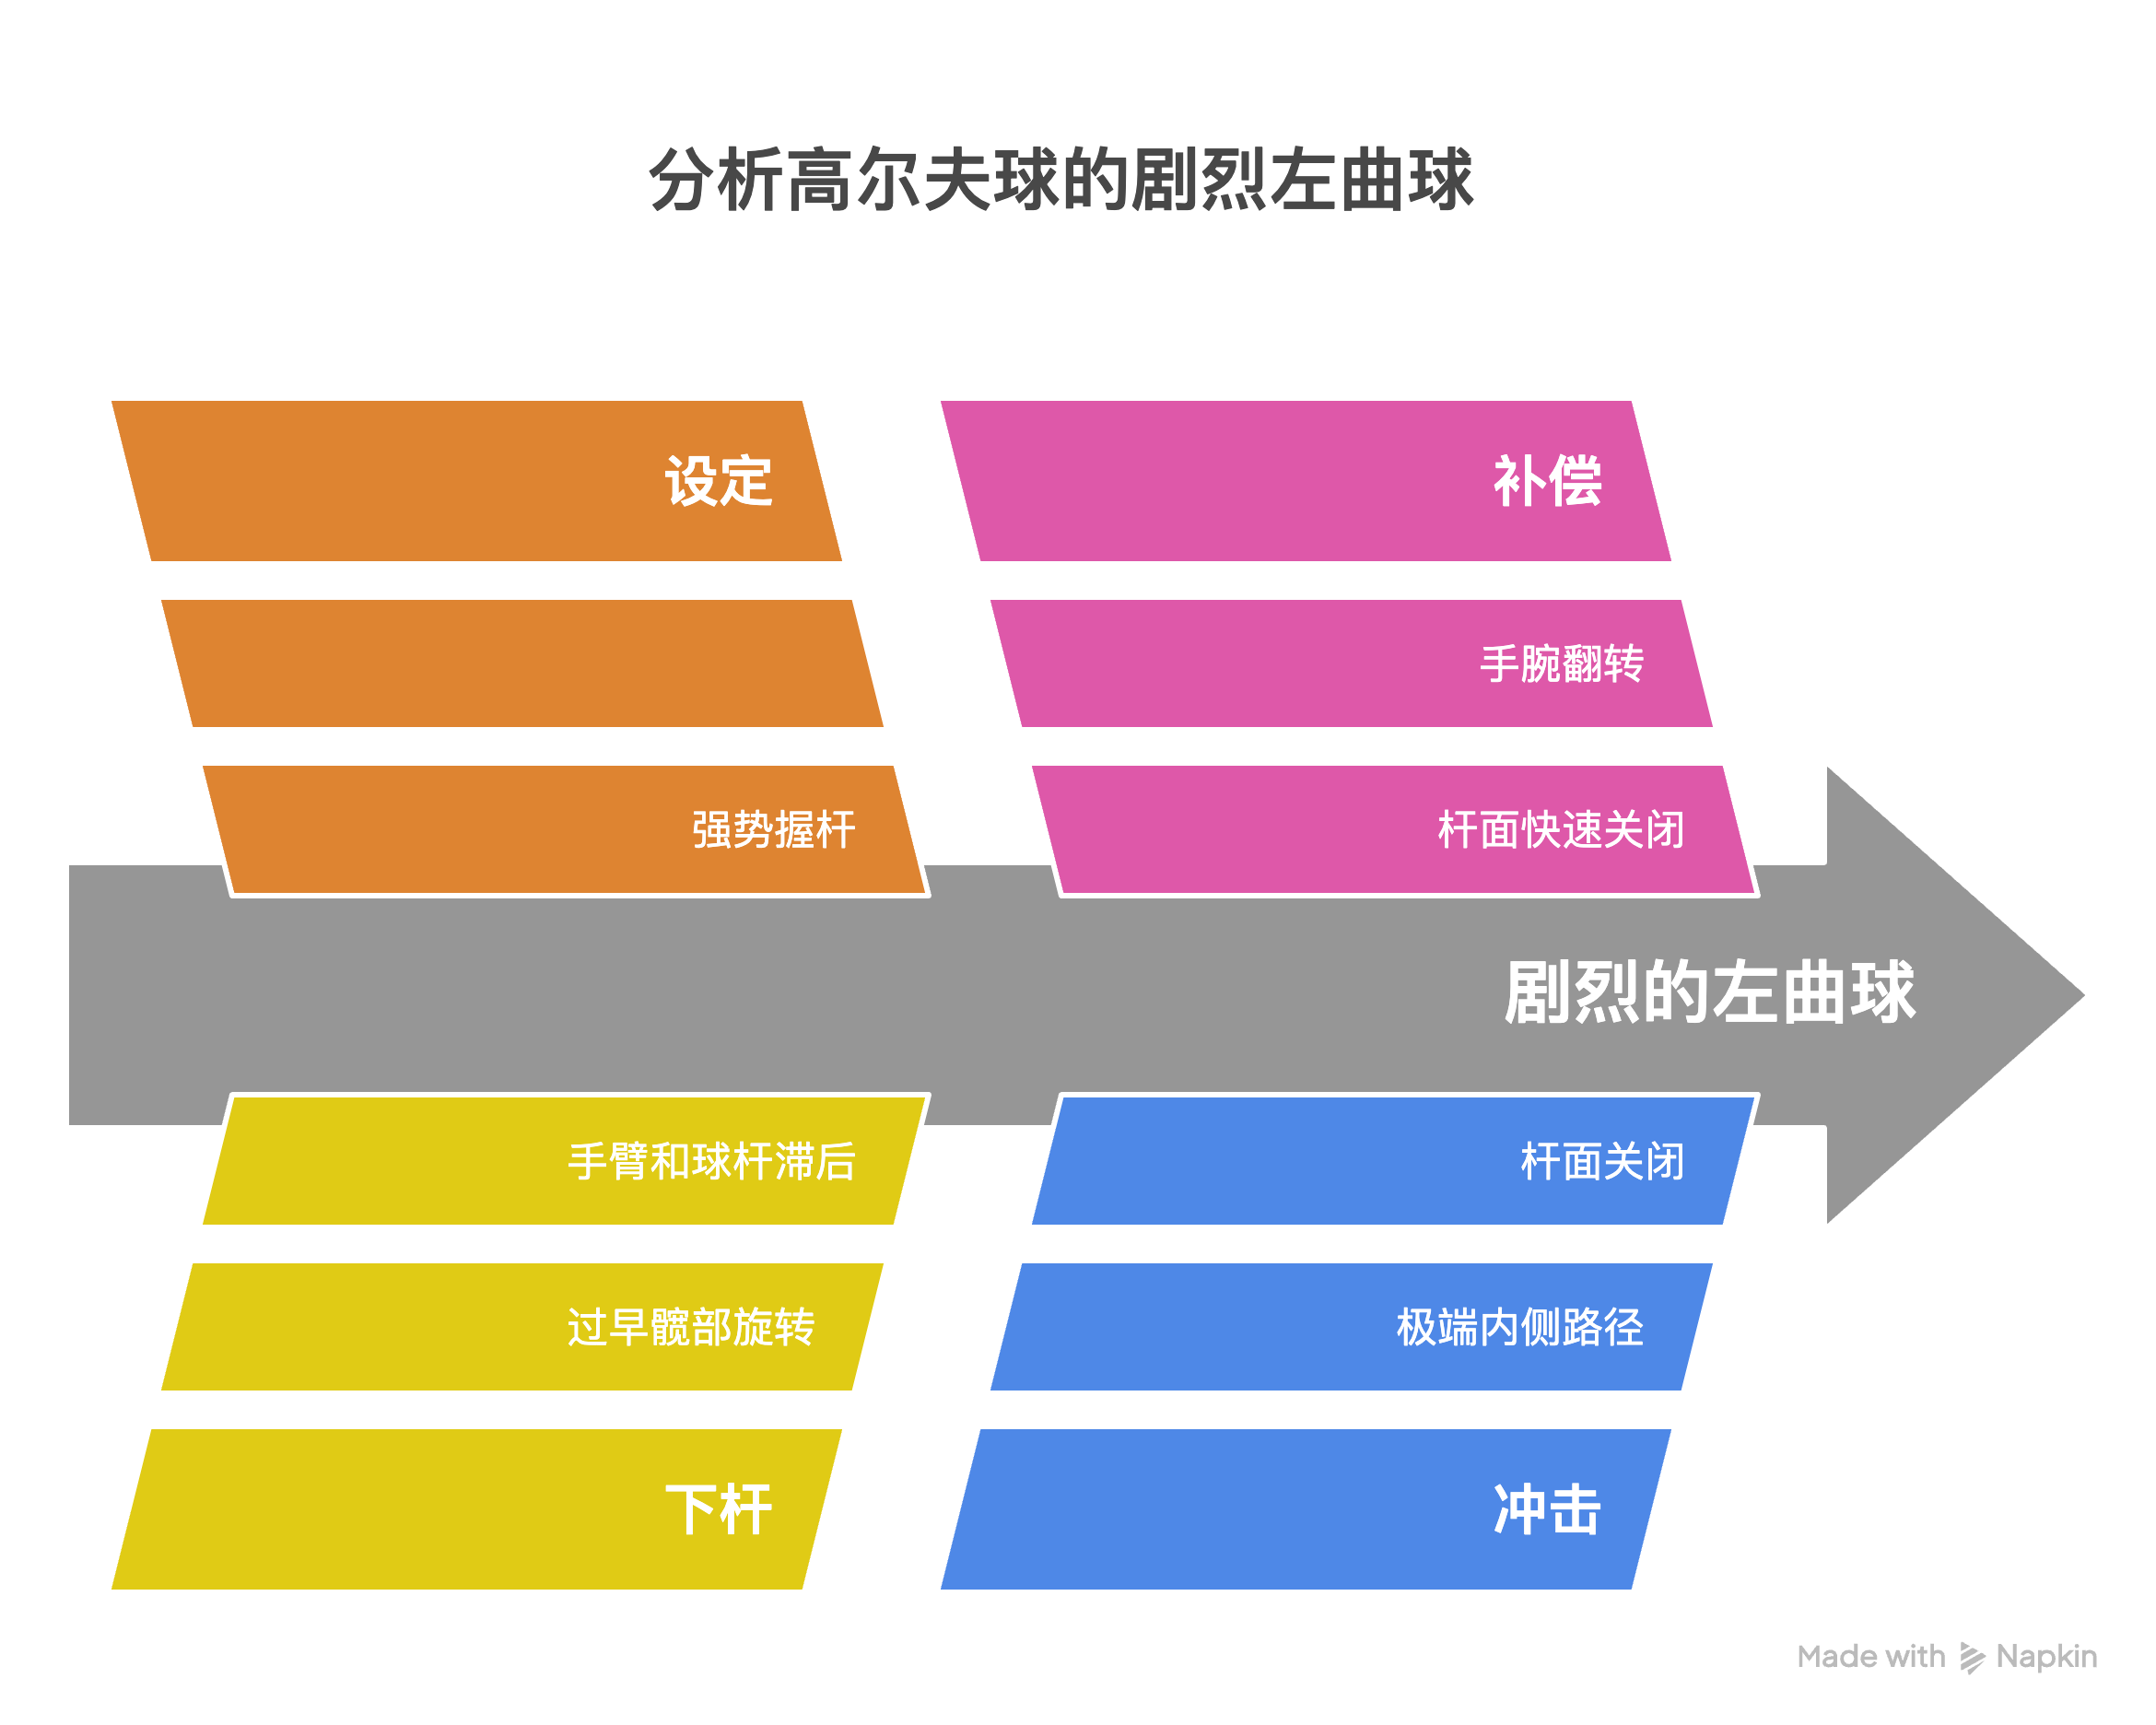 分析高尔夫球的剧烈左曲球
设定
补偿
手腕翻转
强势握杆
杆面快速关闭
剧烈的左曲球
手臂和球杆滞后
杆面关闭
过早髋部旋转
极端内侧路径
下杆
冲击
Made with Napkin